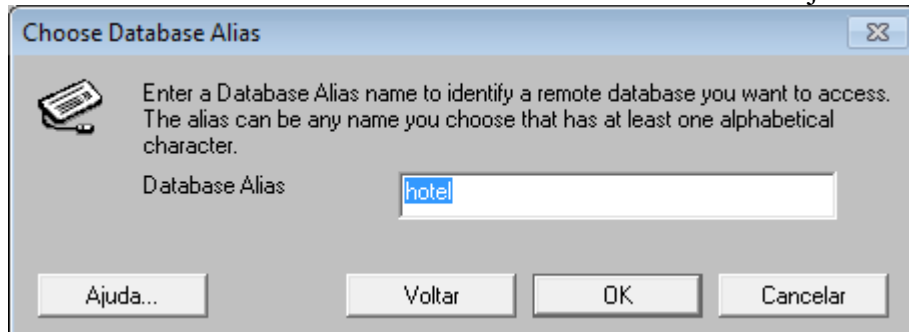 Choose Database Alias
Enter a Database Alias name to identify a remote database you want to access.
The alias can be any name you choose that has at least one alphabetical
character.
Database Alias
hotel
Ajuda...
Voltar
OK
Cancelar